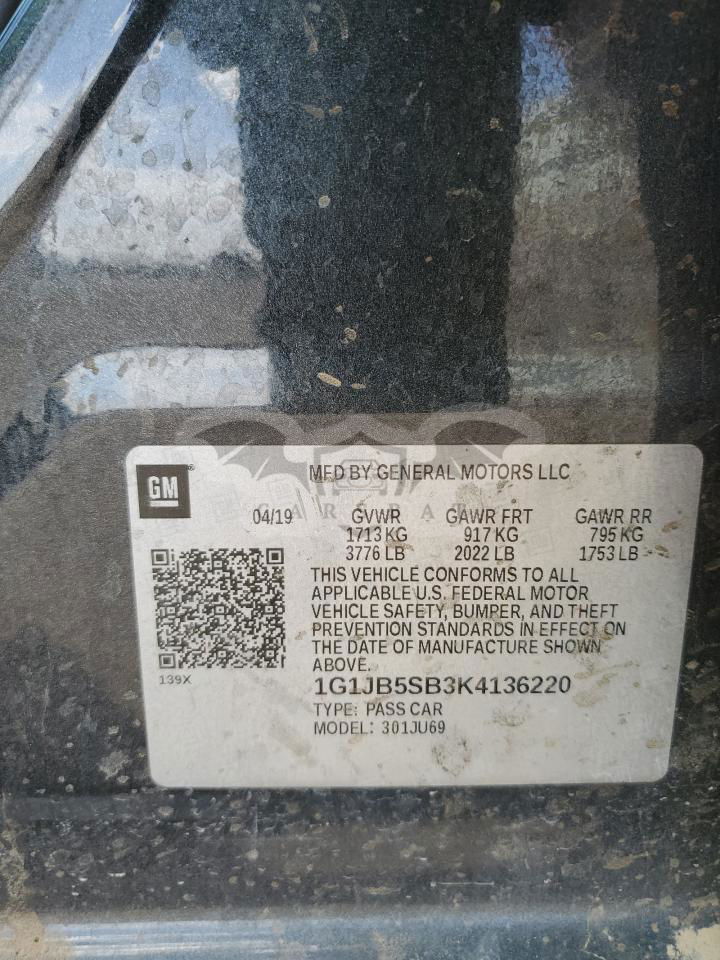 GM
MFD BY GENERAL MOTORS LLC
04/19 GVWR GAWR FRT GAWR RR
1713 KG 917 KG 795 KG
3776 LB 2022 LB 1753 LB
THIS VEHICLE CONFORMS TO ALL
APPLICABLE U.S. FEDERAL MOTOR
VEHICLE SAFETY, BUMPER, AND THEFT
PREVENTION STANDARDS IN EFFECT ON
THE DATE OF MANUFACTURE SHOWN
ABOVE.
139X
1G1JB5SB3K4136220
TYPE: PASS CAR
MODEL: 301JU69